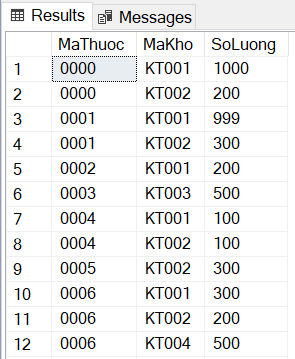 Results Messages
MaThuoc MaKho SoLuong
1 0000 KT001 1000
2 0000 KT002 200
3 0001 KT001 999
4 0001 KT002 300
5 0002 KT001 200
6 0003 KT003 500
7 0004 KT001 100
8 0004 KT002 100
9 0005 KT002 300
10 0006 KT001 300
11 0006 KT002 200
12 0006 KT004 500